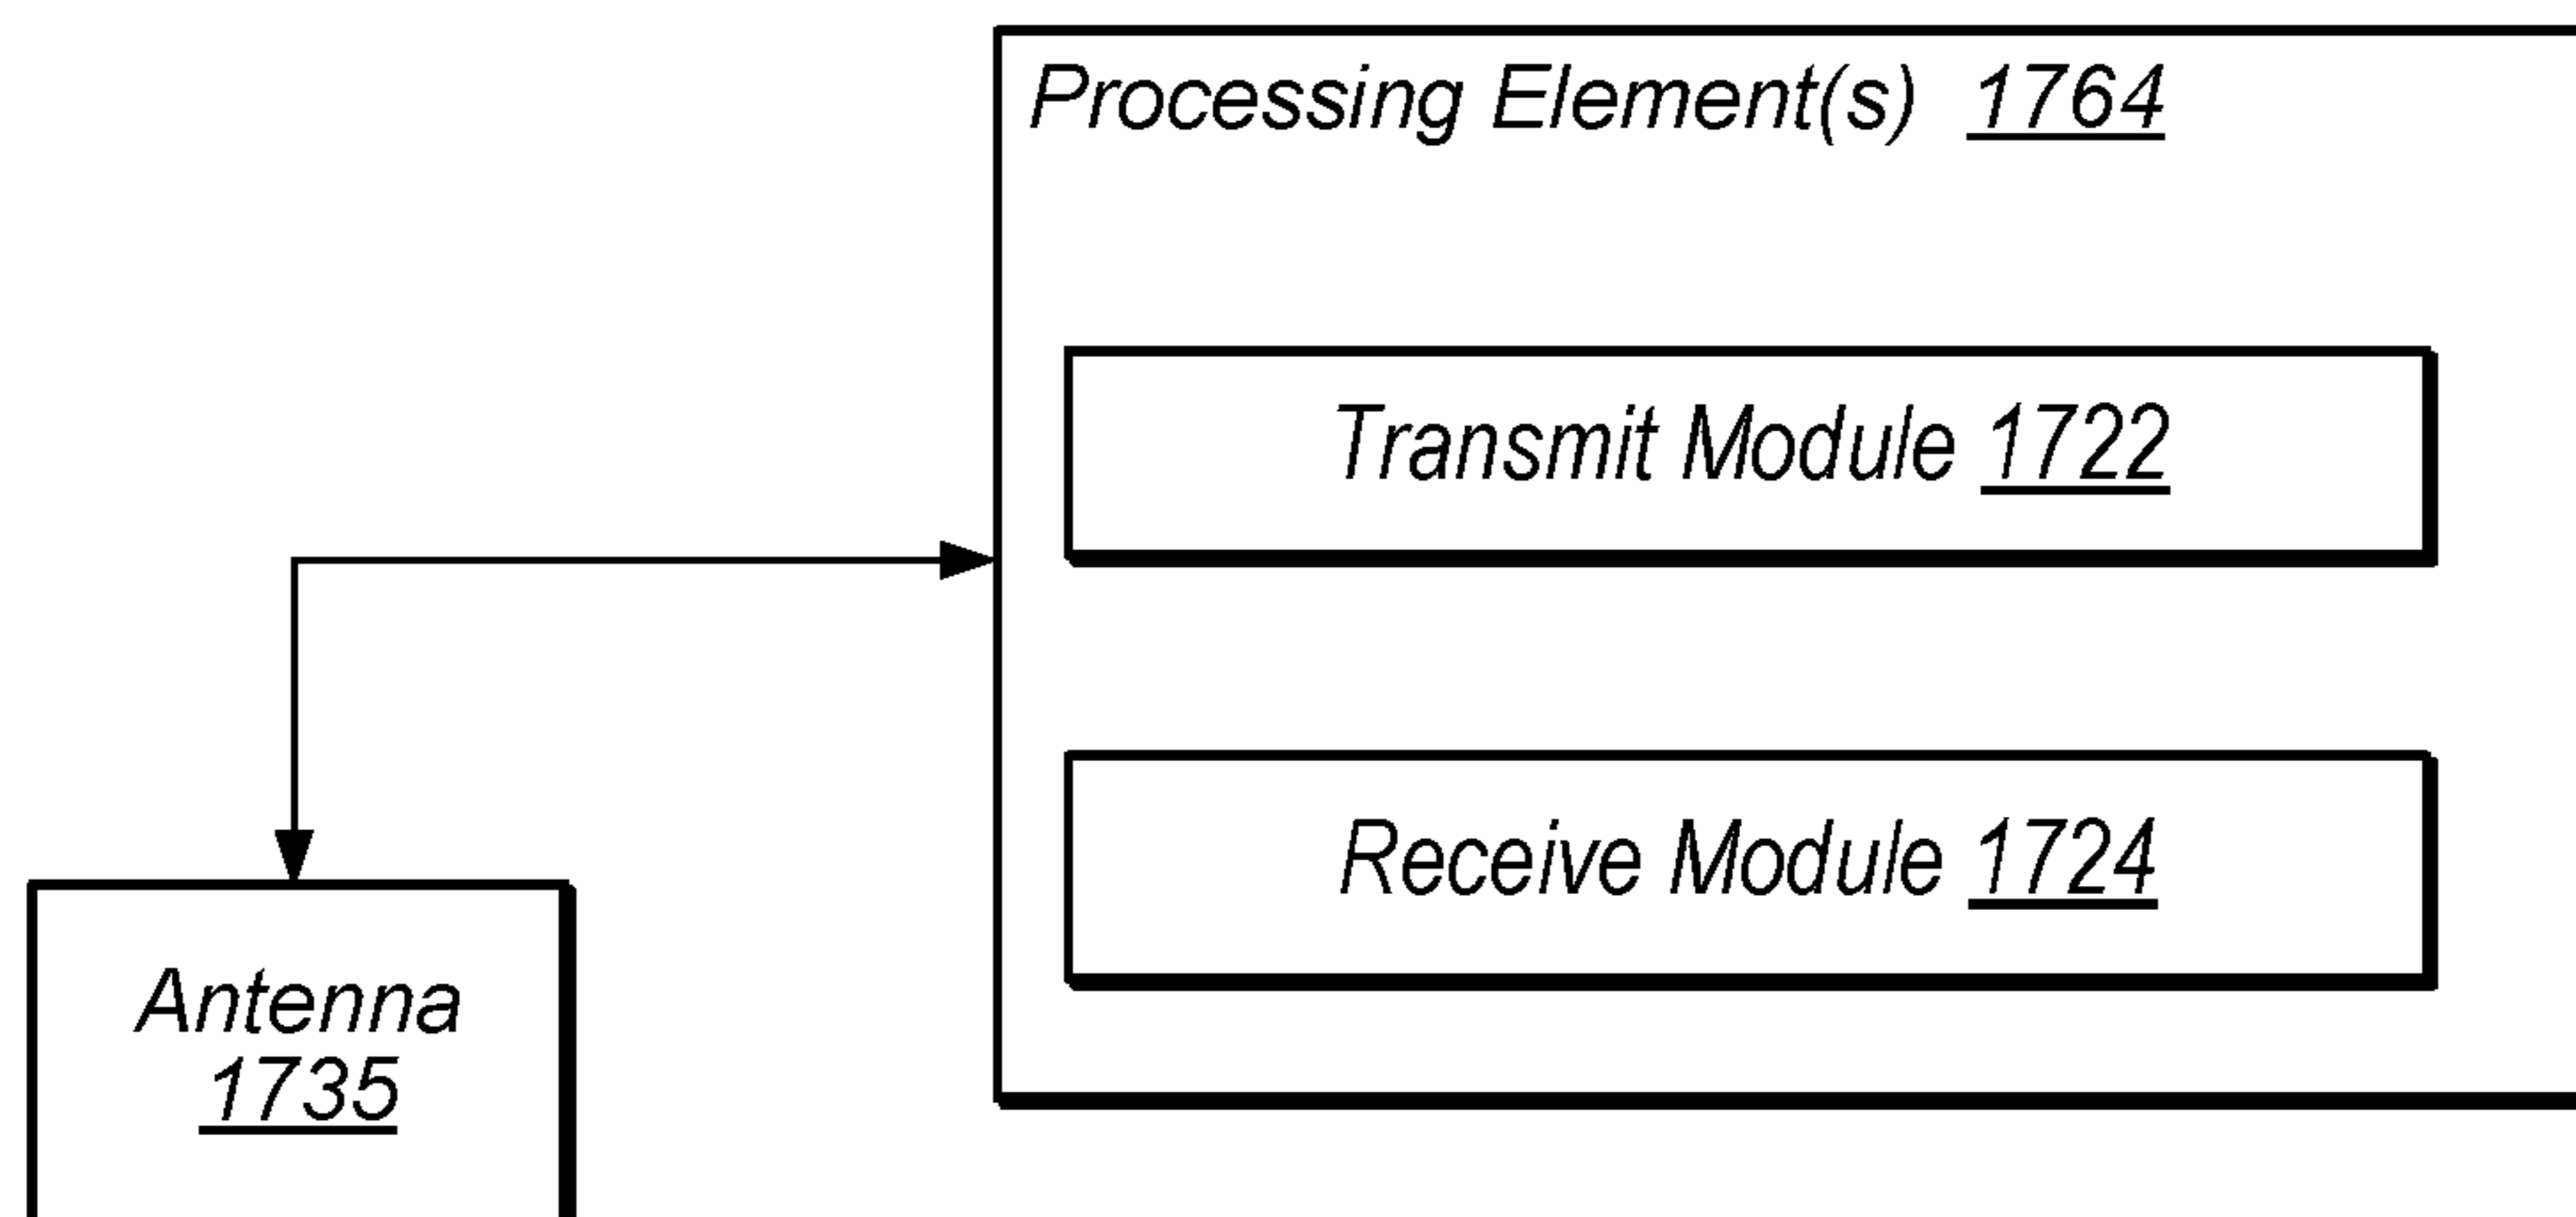 Processing Element(s) 1764
Transmit Module 1722
Receive Module 1724
Antenna
1735